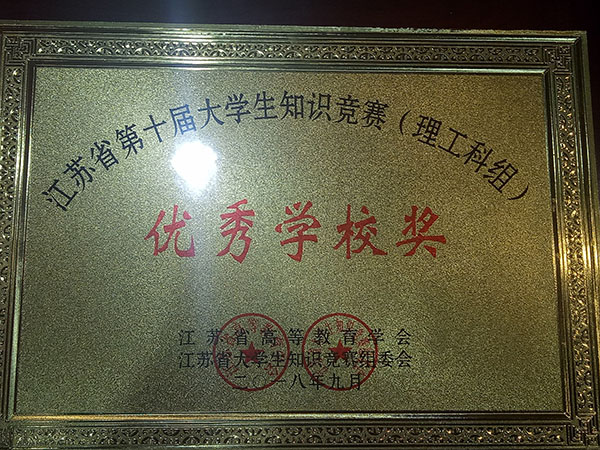 江苏省第十届大学生知识竞赛（理工科组）
优秀学校奖
江苏省高等教育学会
江苏省大学生知识竞赛组委会
二〇一八年九月